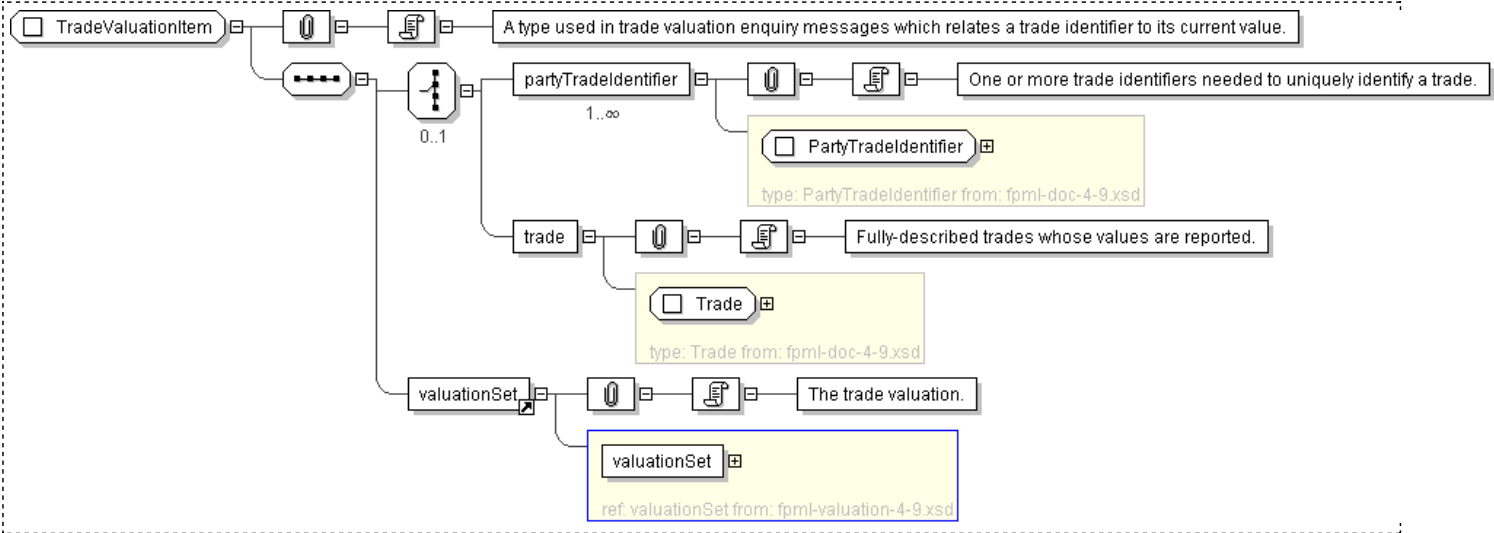 TradeValuationItem
A type used in trade valuation enquiry messages which relates a trade identifier to its current value.
partyTradeIdentifier
One or more trade identifiers needed to uniquely identify a trade.
0..1
1..∞
PartyTradeIdentifier
type: PartyTradeIdentifier from: fpml-doc-4-9.xsd
trade
Fully-described trades whose values are reported.
Trade
type: Trade from: fpml-doc-4-9.xsd
valuationSet
The trade valuation.
valuationSet
ref: valuationSet from: fpml-valuation-4-9.xsd